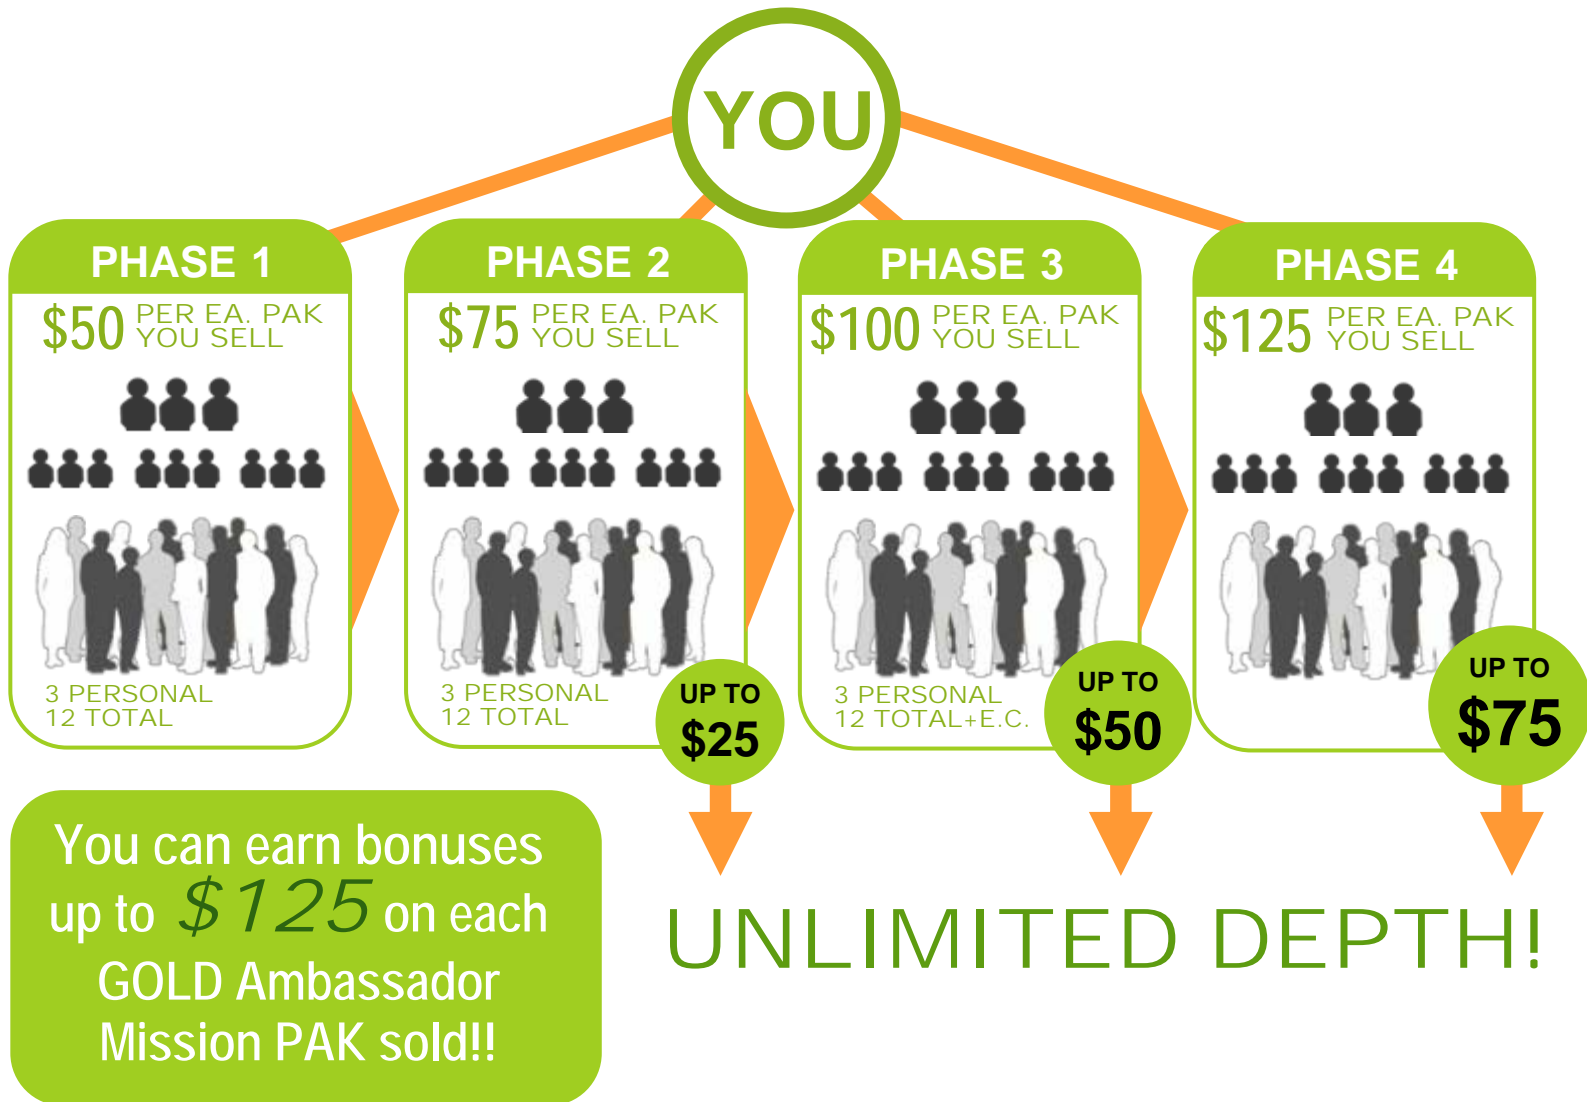 YOU
PHASE 1
$50 PER EA. PAK
YOU SELL
3 PERSONAL
12 TOTAL
PHASE 2
$75 PER EA. PAK
YOU SELL
3 PERSONAL
12 TOTAL
UP TO
$25
PHASE 3
$100 PER EA. PAK
YOU SELL
3 PERSONAL
12 TOTAL+E.C.
UP TO
$50
PHASE 4
$125 PER EA. PAK
YOU SELL
UP TO
$75
You can earn bonuses
up to $125 on each
GOLD Ambassador
Mission PAK sold!!
UNLIMITED DEPTH!